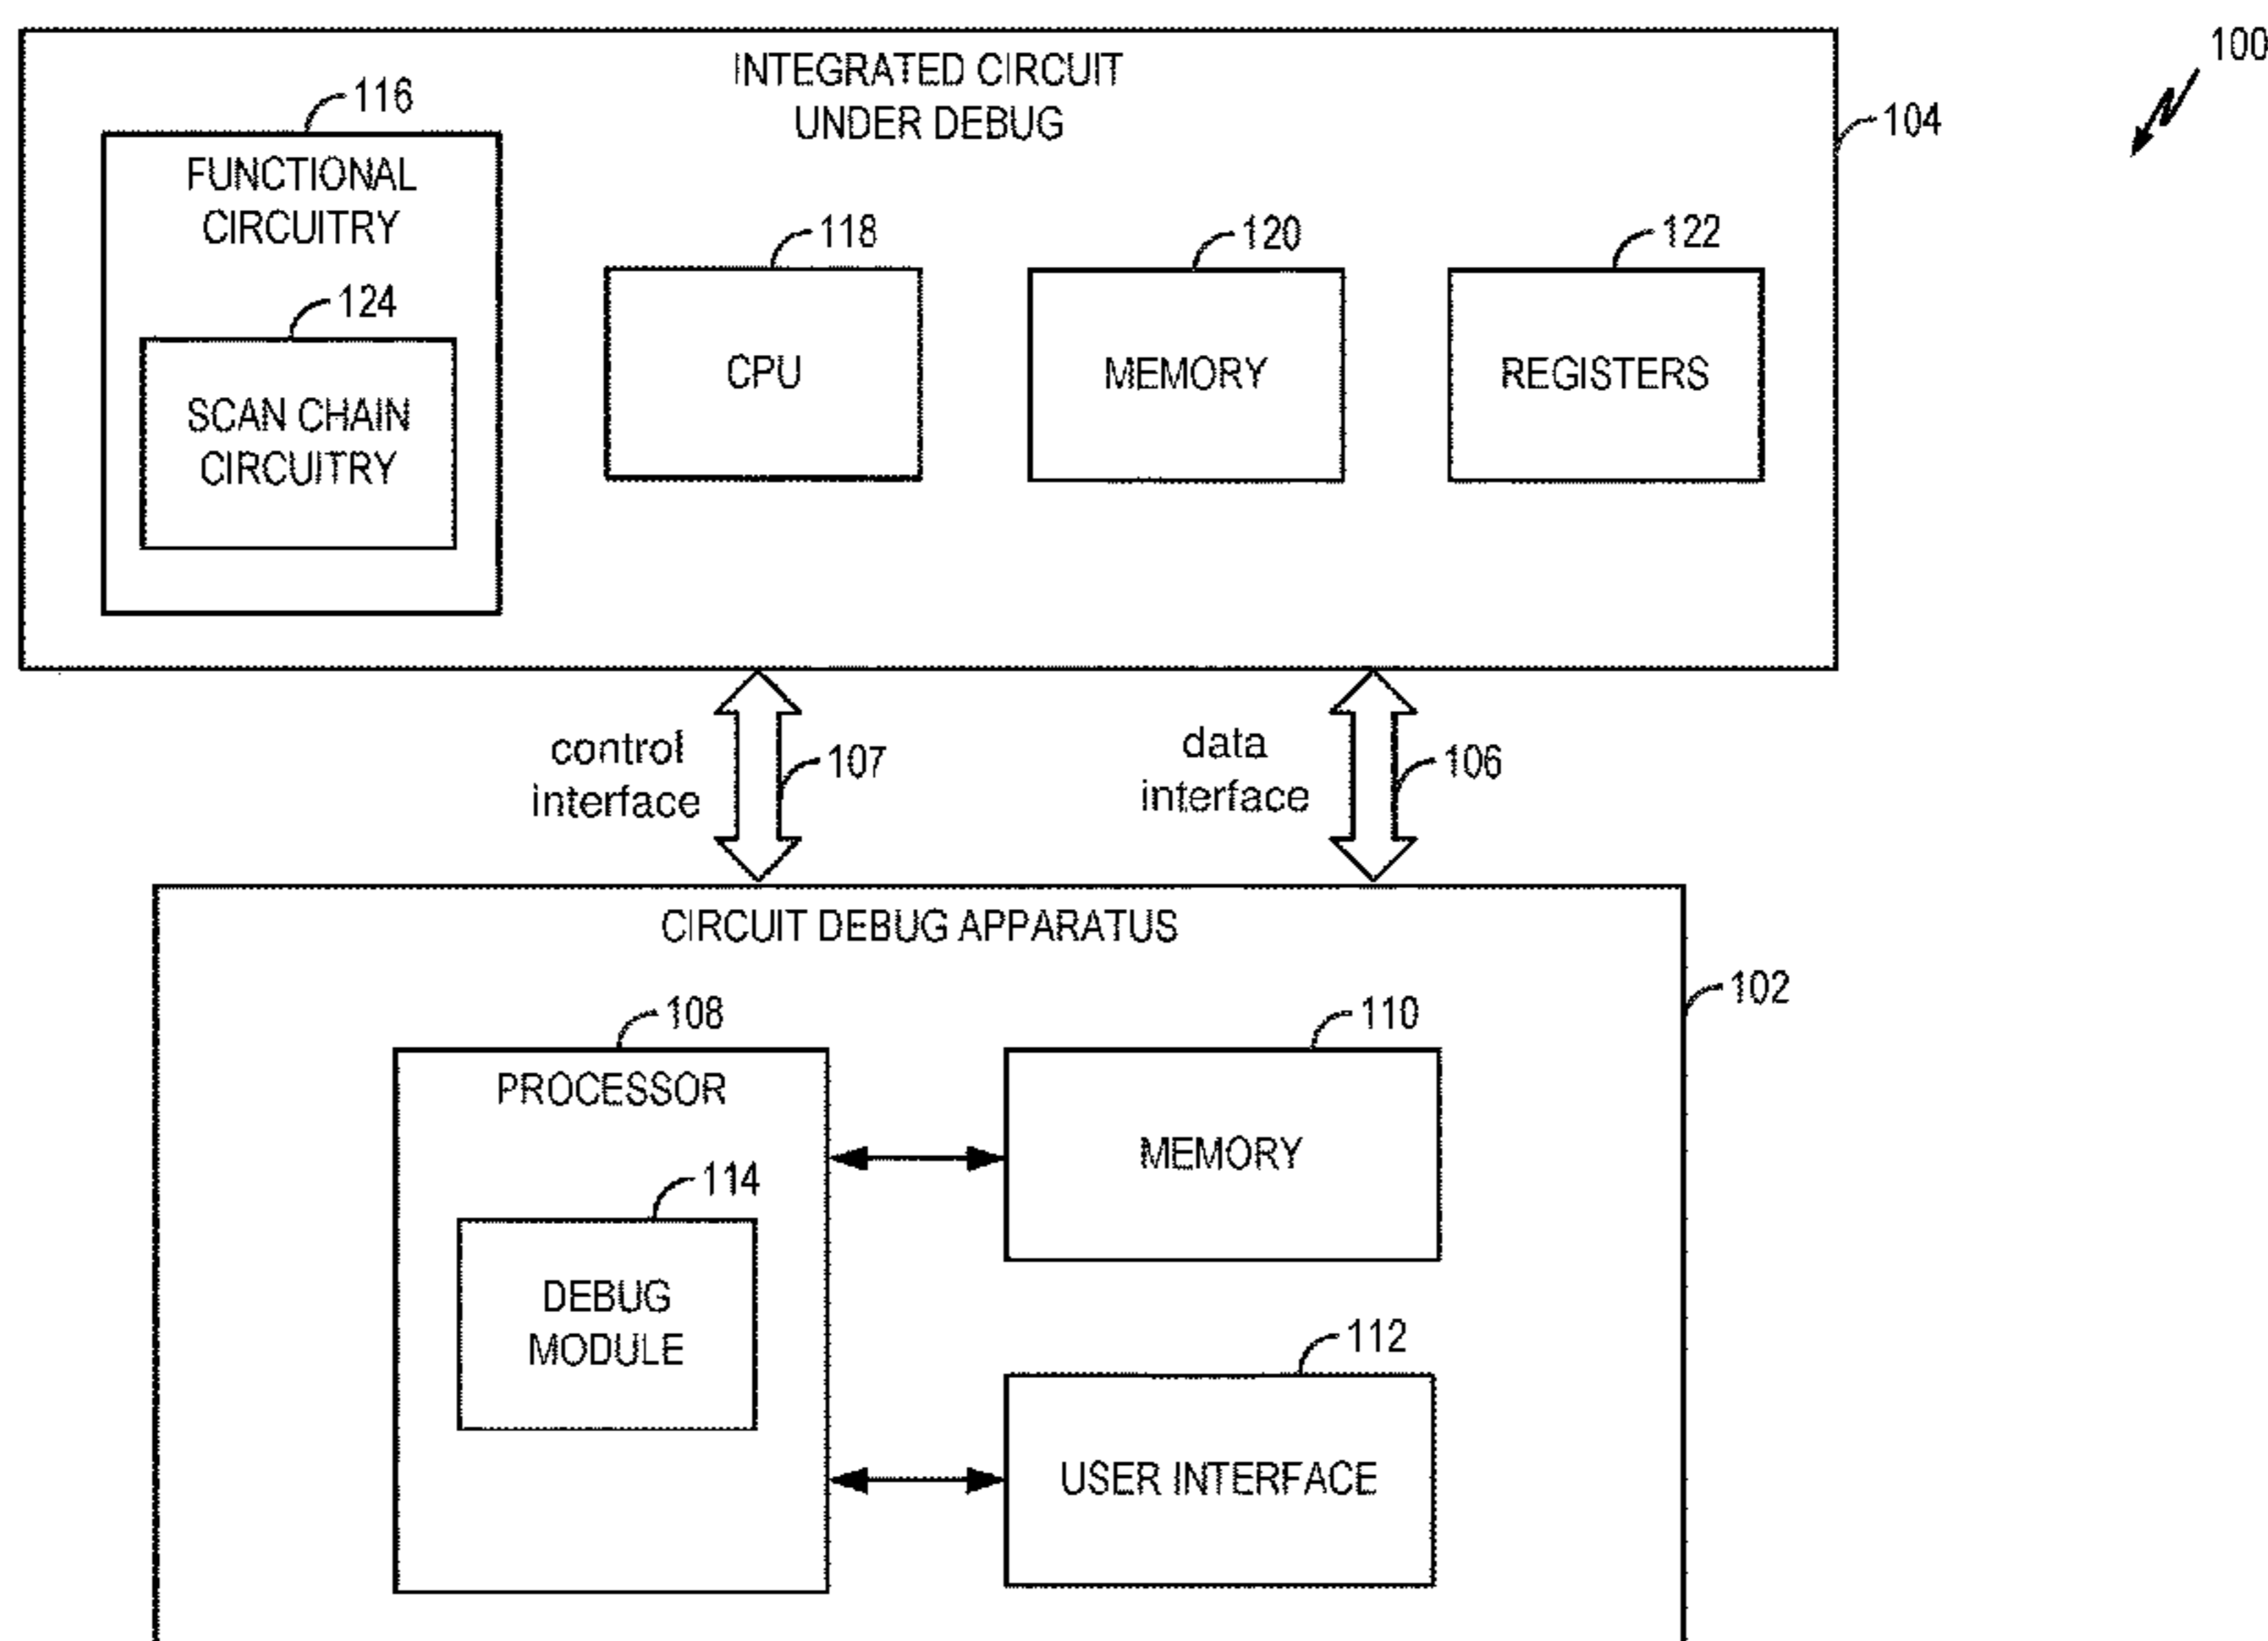 100
INTEGRATED CIRCUIT
UNDER DEBUG
104
116
FUNCTIONAL
CIRCUITRY
124
SCAN CHAIN
CIRCUITRY
118
CPU
120
MEMORY
122
REGISTERS
control
interface
107
data
interface
106
CIRCUIT DEBUG APPARATUS
102
108
PROCESSOR
114
DEBUG
MODULE
110
MEMORY
112
USER INTERFACE